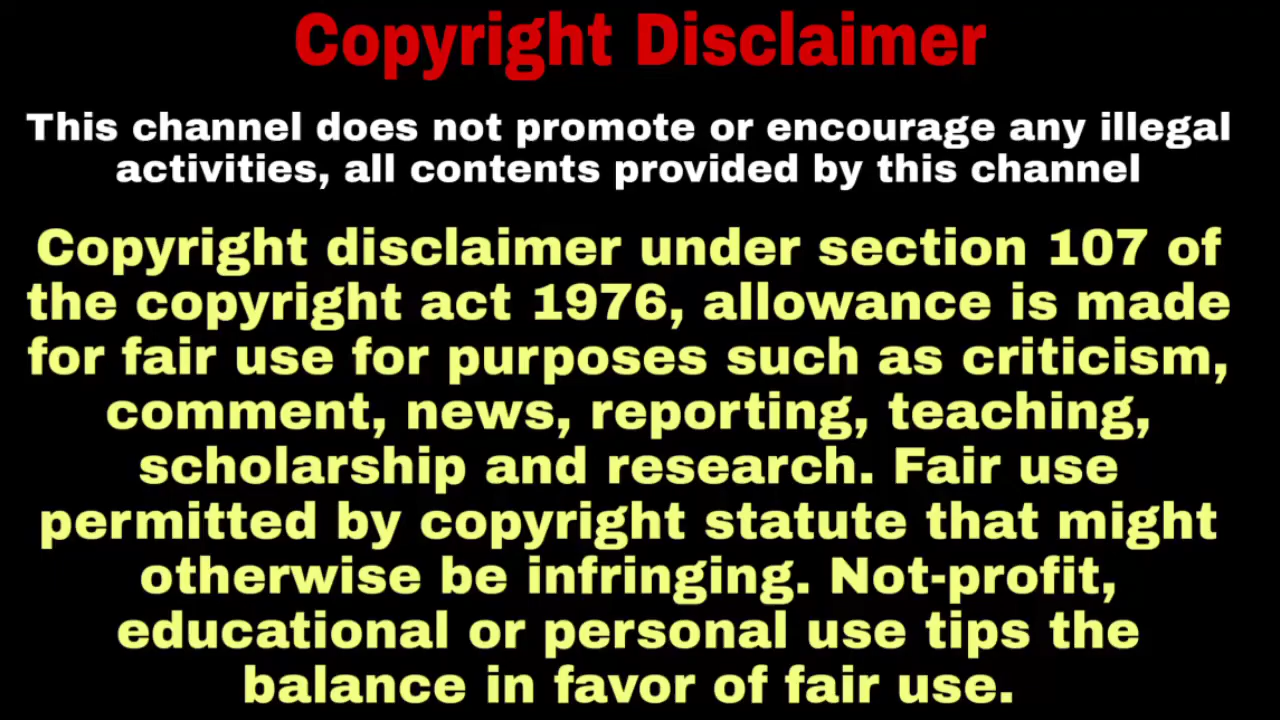 Copyright Disclaimer
This channel does not promote or encourage any illegal
activities, all contents provided by this channel
Copyright disclaimer under section 107 of
the copyright act 1976, allowance is made
for fair use for purposes such as criticism,
comment, news, reporting, teaching,
scholarship and research. Fair use
permitted by copyright statute that might
otherwise be infringing. Not-profit,
educational or personal use tips the
balance in favor of fair use.